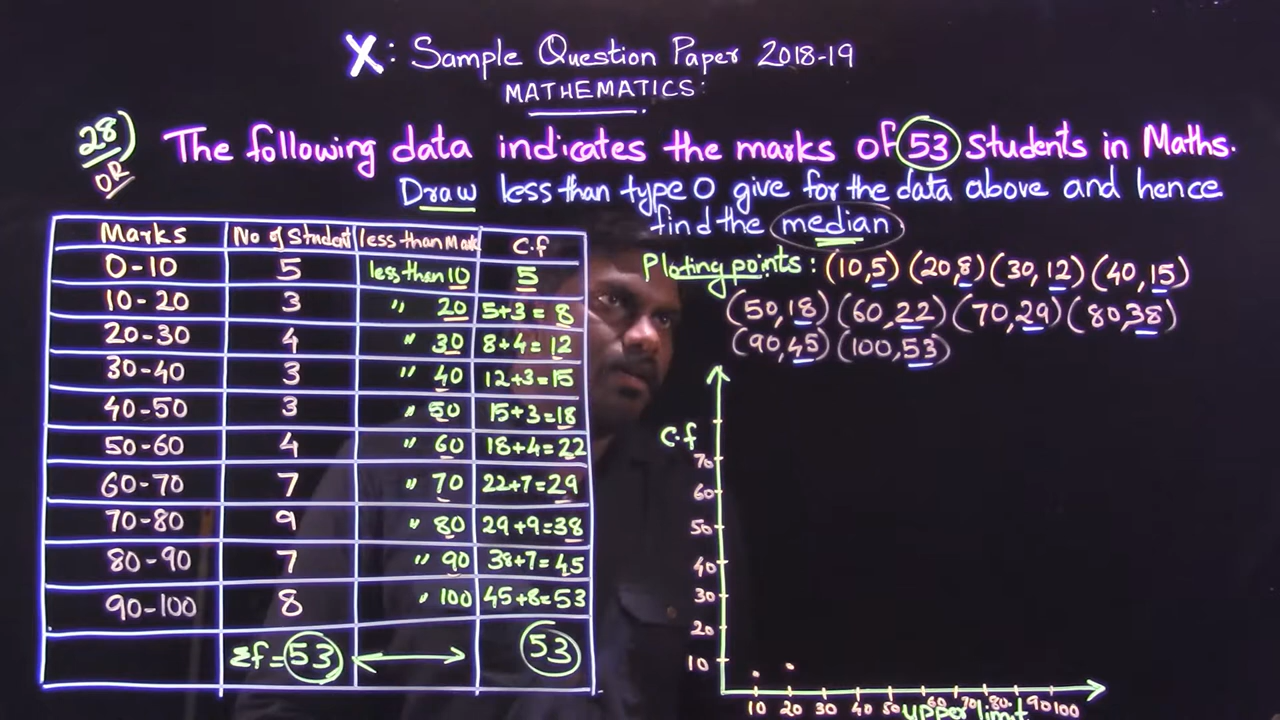 X: Sample Question Paper 2018-19
MATHEMATICS:
28) The following data indicates the marks of 53 students in Maths.
OR
Draw less than type O give for the data above and hence
find the median
Marks No of Student less than Mark C.f
0-10 5 less than 10 5
10-20 3 " 20 5+3=8
20-30 4 " 30 8+4=12
30-40 3 " 40 12+3=15
40-50 3 " 50 15+3=18
50-60 4 " 60 18+4=22
60-70 7 " 70 22+7=29
70-80 9 " 80 29+9=38
80-90 7 " 90 38+7=45
90-100 8 " 100 45+8=53
Σf=53 53
Ploting points: (10,5) (20,8) (30,12) (40,15)
(50,18) (60,22) (70,29) (80,38)
(90,45) (100,53)
C.f
70
60
50
40
30
20
10
10 20 30 40 50 60 70 80 90 100
upper limit